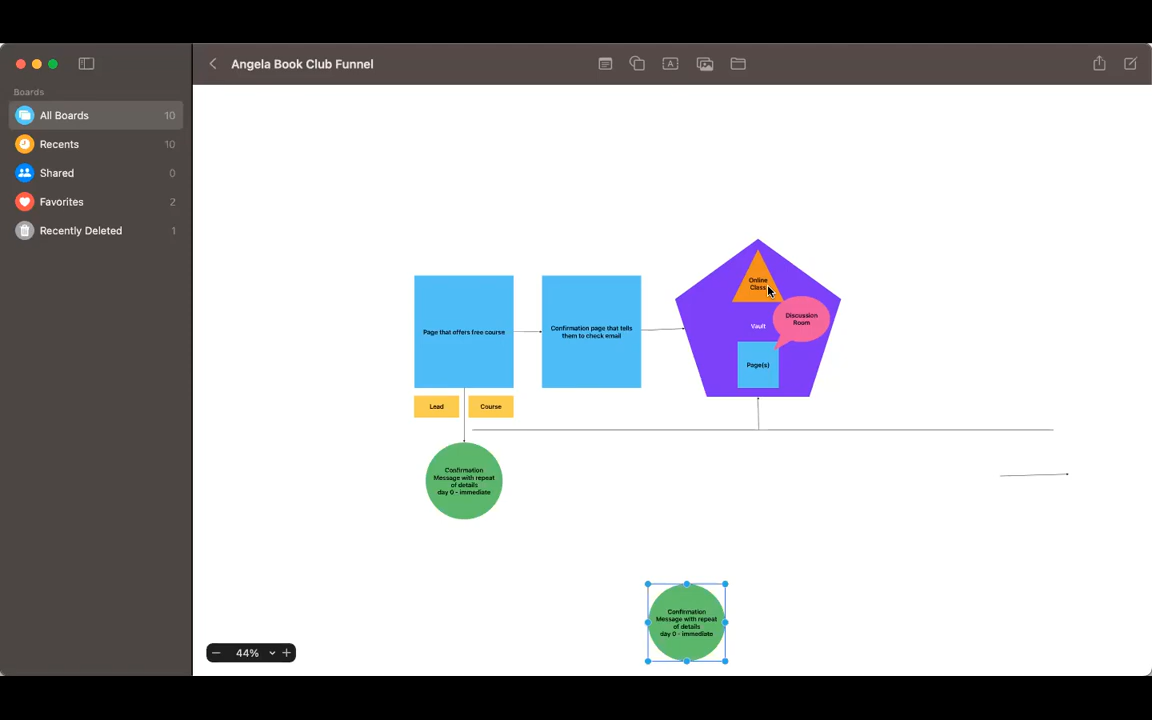 Angela Book Club Funnel
Boards
All Boards 10
Recents 10
Shared 0
Favorites 2
Recently Deleted 1
Page that offers free course
Confirmation page that tells
them to check email
Online
Class
Discussion
Room
Vault
Page(s)
Lead
Course
Confirmation
Message with repeat
of details
day 0 - immediate
Confirmation
Message with repeat
of details
day 0 - immediate
44%